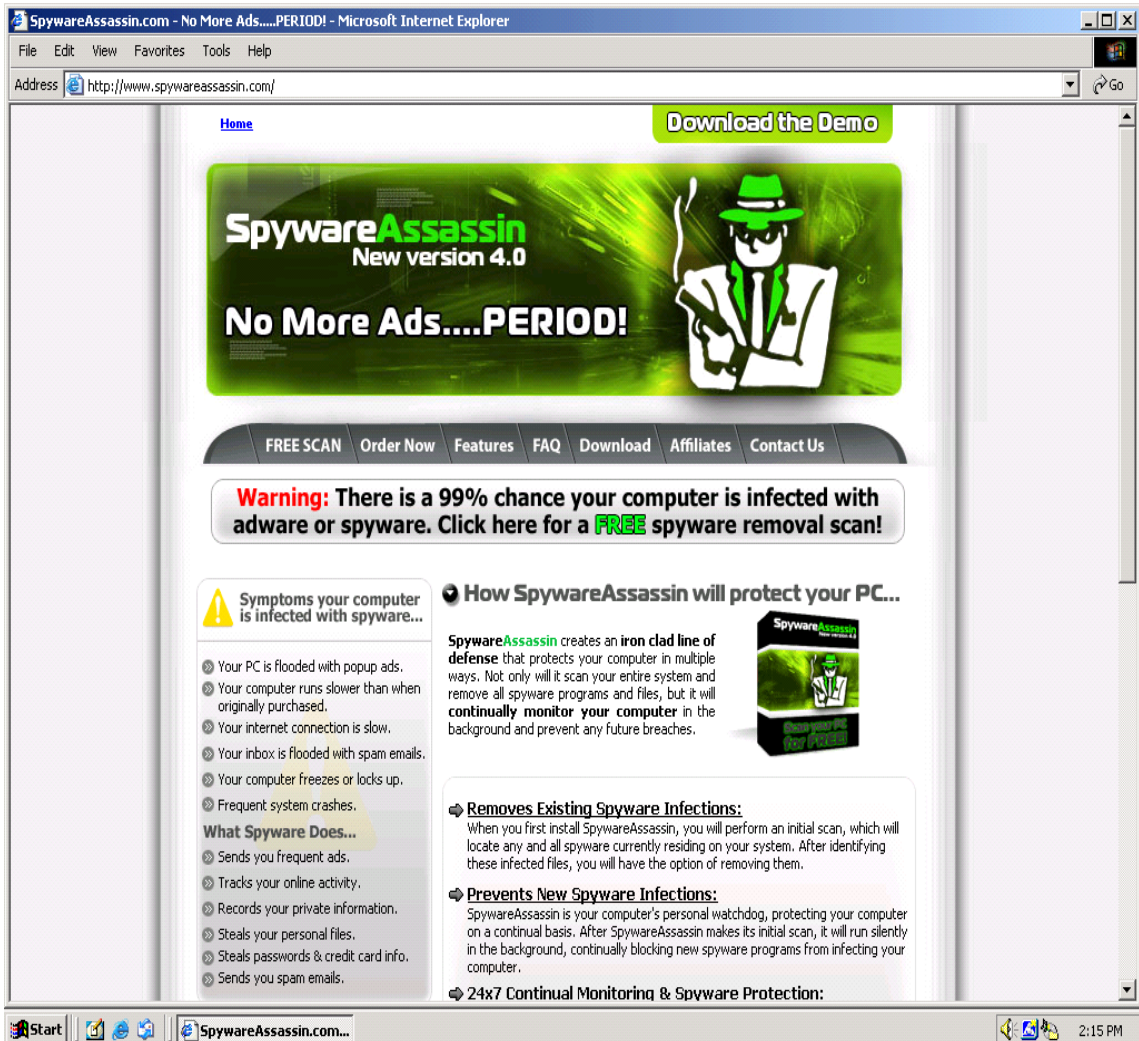 SpywareAssassin.com - No More Ads.....PERIOD! - Microsoft Internet Explorer
File Edit View Favorites Tools Help
Address http://www.spywareassassin.com/ Go
Home
Download the Demo
SpywareAssassin
New version 4.0
No More Ads....PERIOD!
FREE SCAN Order Now Features FAQ Download Affiliates Contact Us
Warning: There is a 99% chance your computer is infected with
adware or spyware. Click here for a FREE spyware removal scan!
Symptoms your computer
is infected with spyware...
Your PC is flooded with popup ads.
Your computer runs slower than when
originally purchased.
Your internet connection is slow.
Your inbox is flooded with spam emails.
Your computer freezes or locks up.
Frequent system crashes.
What Spyware Does...
Sends you frequent ads.
Tracks your online activity.
Records your private information.
Steals your personal files.
Steals passwords & credit card info.
Sends you spam emails.
How SpywareAssassin will protect your PC...
SpywareAssassin creates an iron clad line of
defense that protects your computer in multiple
ways. Not only will it scan your entire system and
remove all spyware programs and files, but it will
continually monitor your computer in the
background and prevent any future breaches.
SpywareAssassin
New version 4.0
Scan your PC
for FREE!
Removes Existing Spyware Infections:
When you first install SpywareAssassin, you will perform an initial scan, which will
locate any and all spyware currently residing on your system. After identifying
these infected files, you will have the option of removing them.
Prevents New Spyware Infections:
SpywareAssassin is your computer's personal watchdog, protecting your computer
on a continual basis. After SpywareAssassin makes its initial scan, it will run silently
in the background, continually blocking new spyware programs from infecting your
computer.
24x7 Continual Monitoring & Spyware Protection:
Start SpywareAssassin.com... 2:15 PM